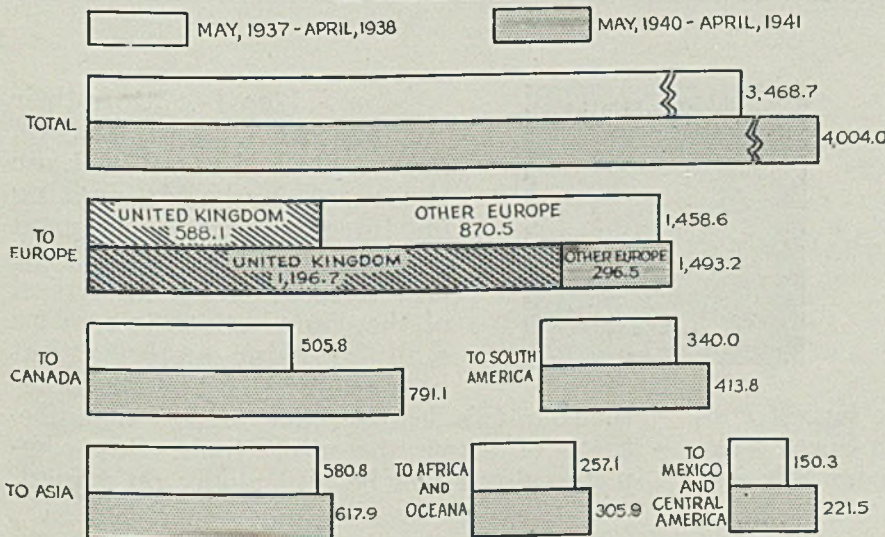 MAY, 1937 - APRIL, 1938
MAY, 1940 - APRIL, 1941
TOTAL
3,468.7
4,004.0
TO
EUROPE
UNITED KINGDOM
588.1
OTHER EUROPE
870.5
1,458.6
UNITED KINGDOM
1,196.7
OTHER EUROPE
296.5
1,493.2
TO
CANADA
505.8
791.1
TO SOUTH
AMERICA
340.0
413.8
TO ASIA
580.8
617.9
TO AFRICA
AND
OCEANA
257.1
305.9
TO
MEXICO
AND
CENTRAL
AMERICA
150.3
221.5